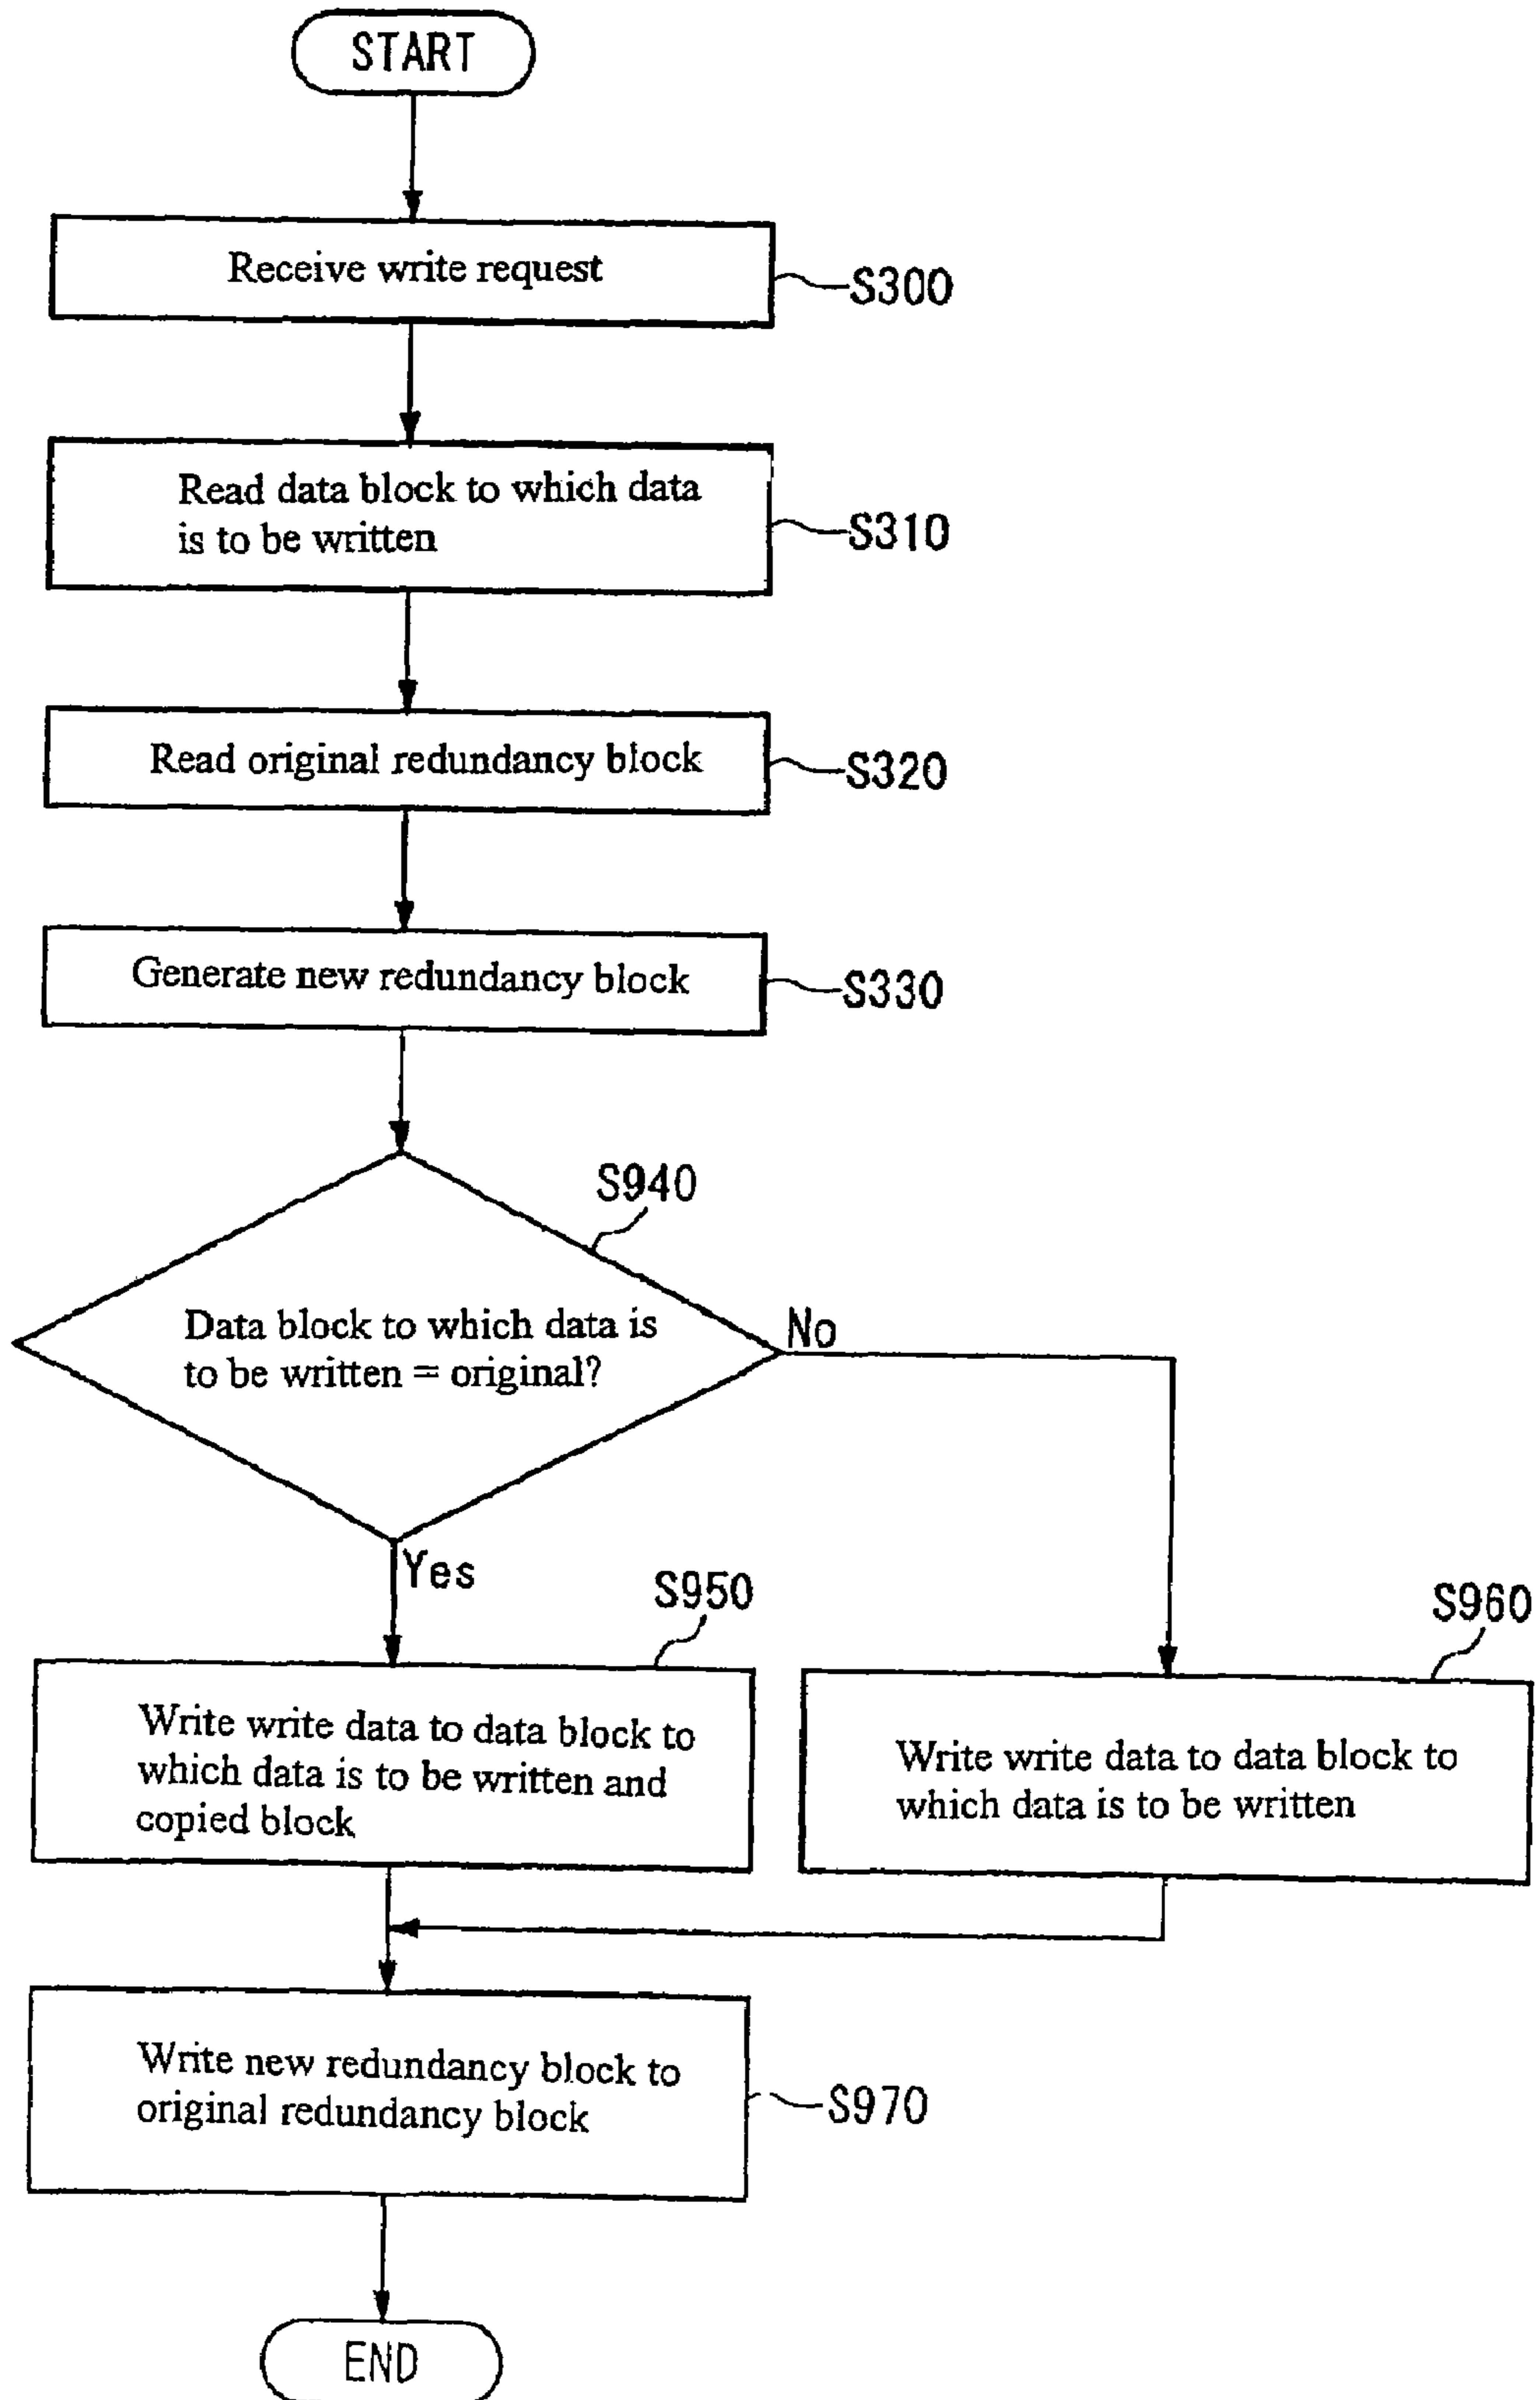 START
Receive write request
S300
Read data block to which data
is to be written
S310
Read original redundancy block
S320
Generate new redundancy block
S330
S940
Data block to which data is
to be written = original?
No
Yes
S950
S960
Write write data to data block to
which data is to be written and
copied block
Write write data to data block to
which data is to be written
Write new redundancy block to
original redundancy block
S970
END